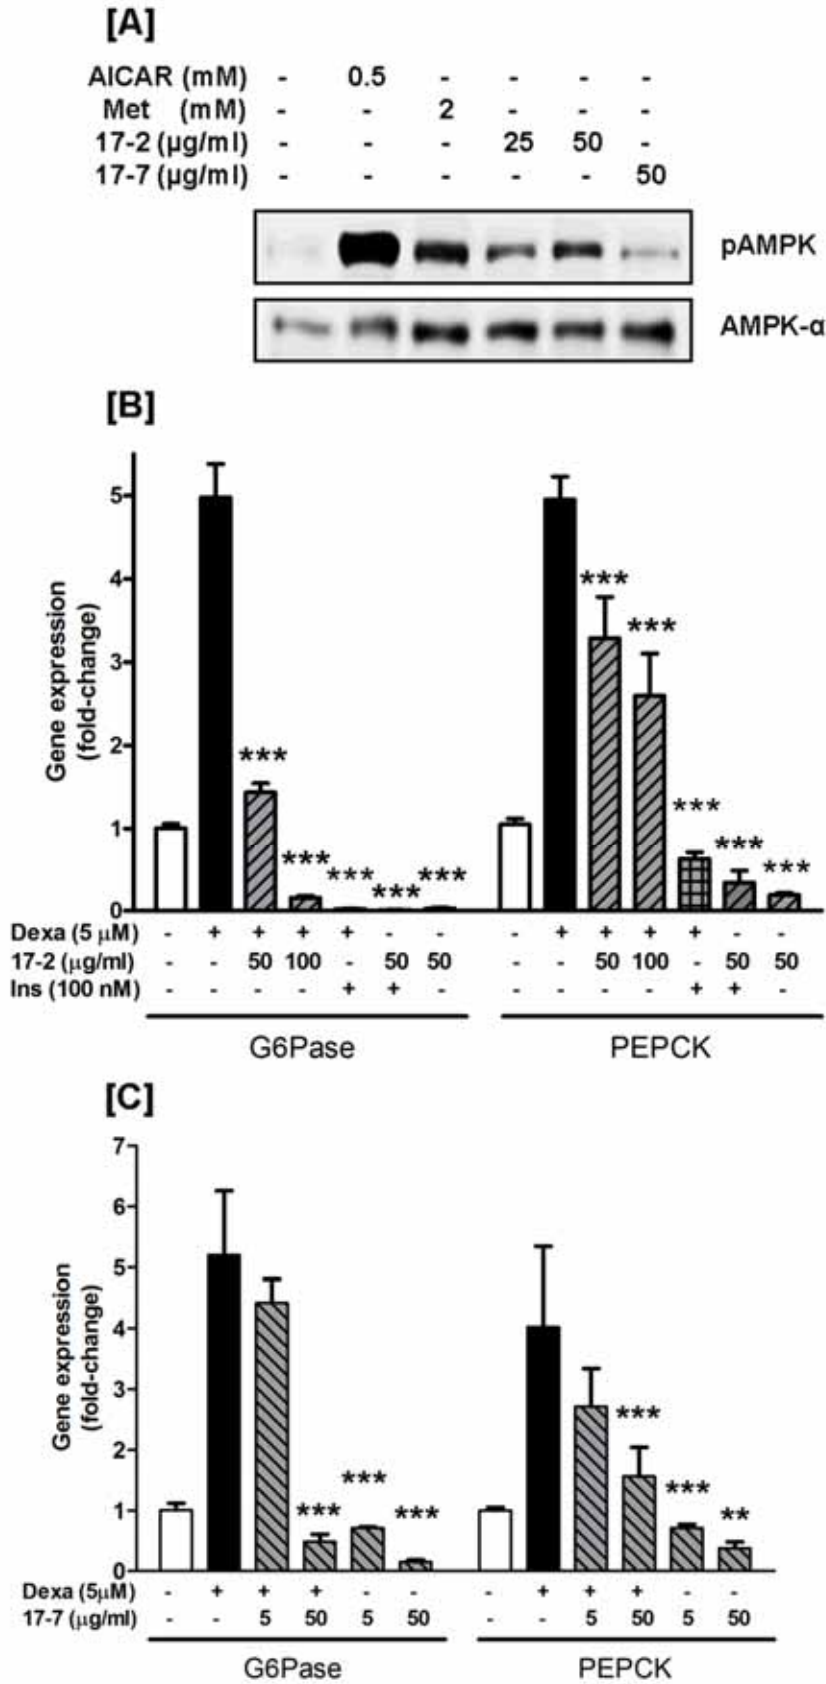 [A]
AICAR (mM) - 0.5 - - - -
Met (mM) - - 2 - - -
17-2 (µg/ml) - - - 25 50 -
17-7 (µg/ml) - - - - - 50
pAMPK
AMPK-α
[B]
Gene expression
(fold-change)
5
4
3
2
1
0
*** *** *** *** ***
*** *** *** *** ***
Dexa (5 µM) - + + + + - - - + + + + - -
17-2 (µg/ml) - - 50 100 - 50 50 - - 50 100 - 50 50
Ins (100 nM) - - - - + + - - - - - + + -
G6Pase PEPCK
[C]
Gene expression
(fold-change)
7
6
5
4
3
2
1
0
*** *** *** *** *** **
Dexa (5µM) - + + + - - - + + + - -
17-7 (µg/ml) - - 5 50 5 50 - - 5 50 5 50
G6Pase PEPCK